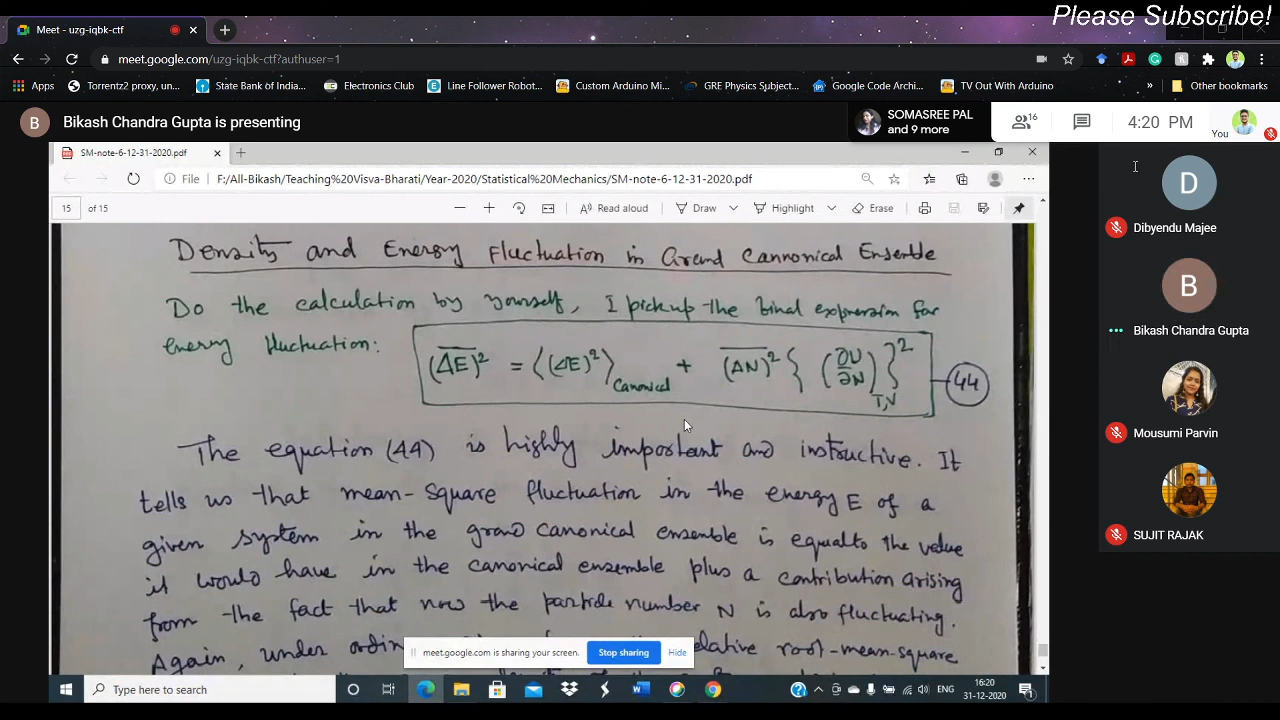 Please Subscribe!
Meet - uzg-iqbk-ctf
meet.google.com/uzg-iqbk-ctf?authuser=1
Apps Torrentz2 proxy, un... State Bank of India... Electronics Club Line Follower Robot... Custom Arduino Mi... GRE Physics Subject... Google Code Archi... TV Out With Arduino » Other bookmarks
B Bikash Chandra Gupta is presenting
SOMASREE PAL
and 9 more
16
4:20 PM
You
SM-note-6-12-31-2020.pdf
File F:/All-Bikash/Teaching%20Visva-Bharati/Year-2020/Statistical%20Mechanics/SM-note-6-12-31-2020.pdf
15 of 15 Read aloud Draw Highlight Erase
Density and Energy Fluctuation in Grand Cannonical Ensemble
Do the calculation by yourself, I pick up the final expression for
energy fluctuation:
(ΔE)² = ⟨(ΔE)²⟩canonical + (ΔN)² { (∂U/∂N)T,V }² 44
The equation (44) is highly important and instructive. It
tells us that mean-square fluctuation in the energy E of a
given system in the grand canonical ensemble is equal to the value
it would have in the canonical ensemble plus a contribution arising
from the fact that now the particle number N is also fluctuating.
Again, under
relative root-mean-square
meet.google.com is sharing your screen. Stop sharing Hide
D
Dibyendu Majee
B
Bikash Chandra Gupta
Mousumi Parvin
SUJIT RAJAK
Type here to search
ENG
16:20
31-12-2020